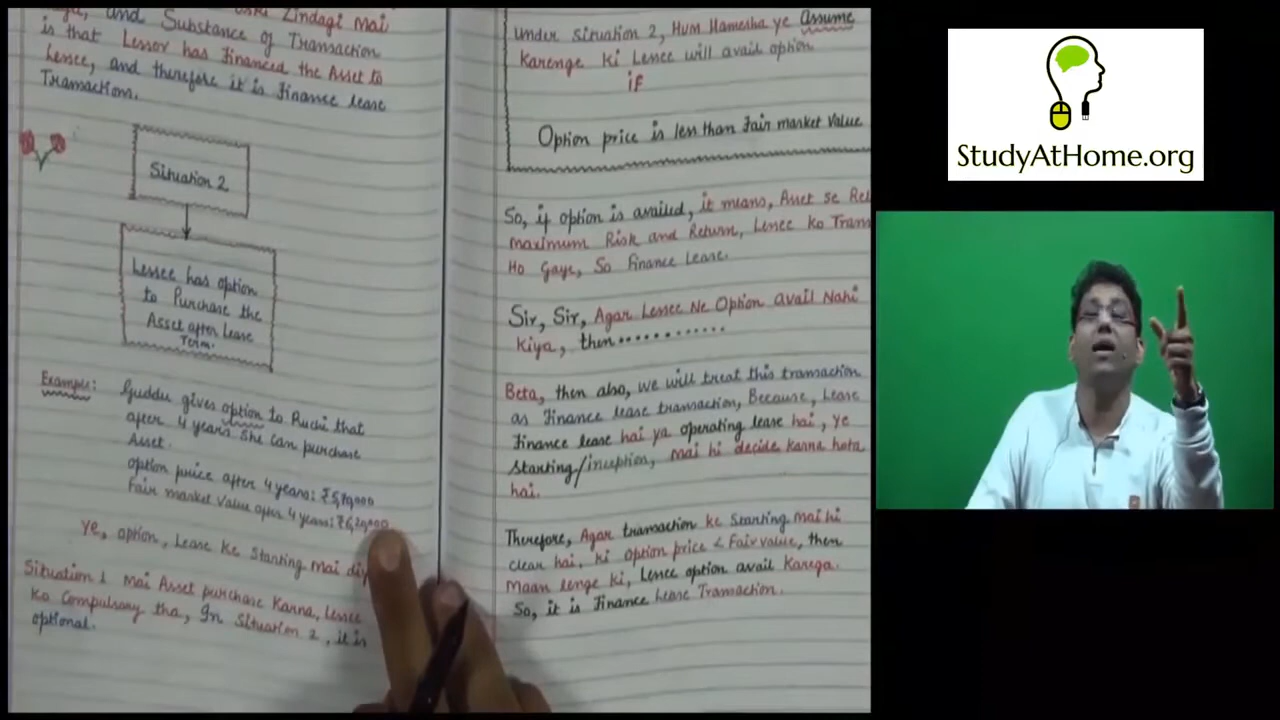 Zindagi Mai
and Substance of Transaction
is that Lessor has Financed the Asset to
Lessee, and therefore it is Finance lease
Transaction.
Situation 2
Lessee has option
to Purchase the
Asset after Lease
Term.
Example: Guddu gives option to Ruchi that
after 4 years she can purchase
Asset.
option price after 4 years: ₹5,70,000
Fair market Value after 4 years: ₹6,20,000
Ye, option, Lease Ke Starting Mai
Situation 1 Mai Asset purchase Karna, Lessee
Ko Compulsory tha, In Situation 2, it is
optional.
Under Situation 2, Hum Hamesha ye Assume
Karenge Ki Lessee will avail option
if
Option price is less than Fair market Value
So, if option is availed, it means, Asset se Rel
maximum Risk and Return, Lessee Ko Tran
Ho Gaye, So Finance Lease.
Sir, Sir, Agar Lessee Ne Option Avail Nahi
Kiya, then............
Beta, then also, we will treat this transaction
as Finance lease transaction, Because, Lease
Finance lease hai ya operating lease hai, ye
Starting/inception, mai hi decide karna hota
hai.
Therefore, Agar transaction ke Starting mai hi
clear hai, ki option price < Fair value, then
Maan lenge ki, Lessee option avail Karega.
So, it is Finance Lease Transaction.
StudyAtHome.org